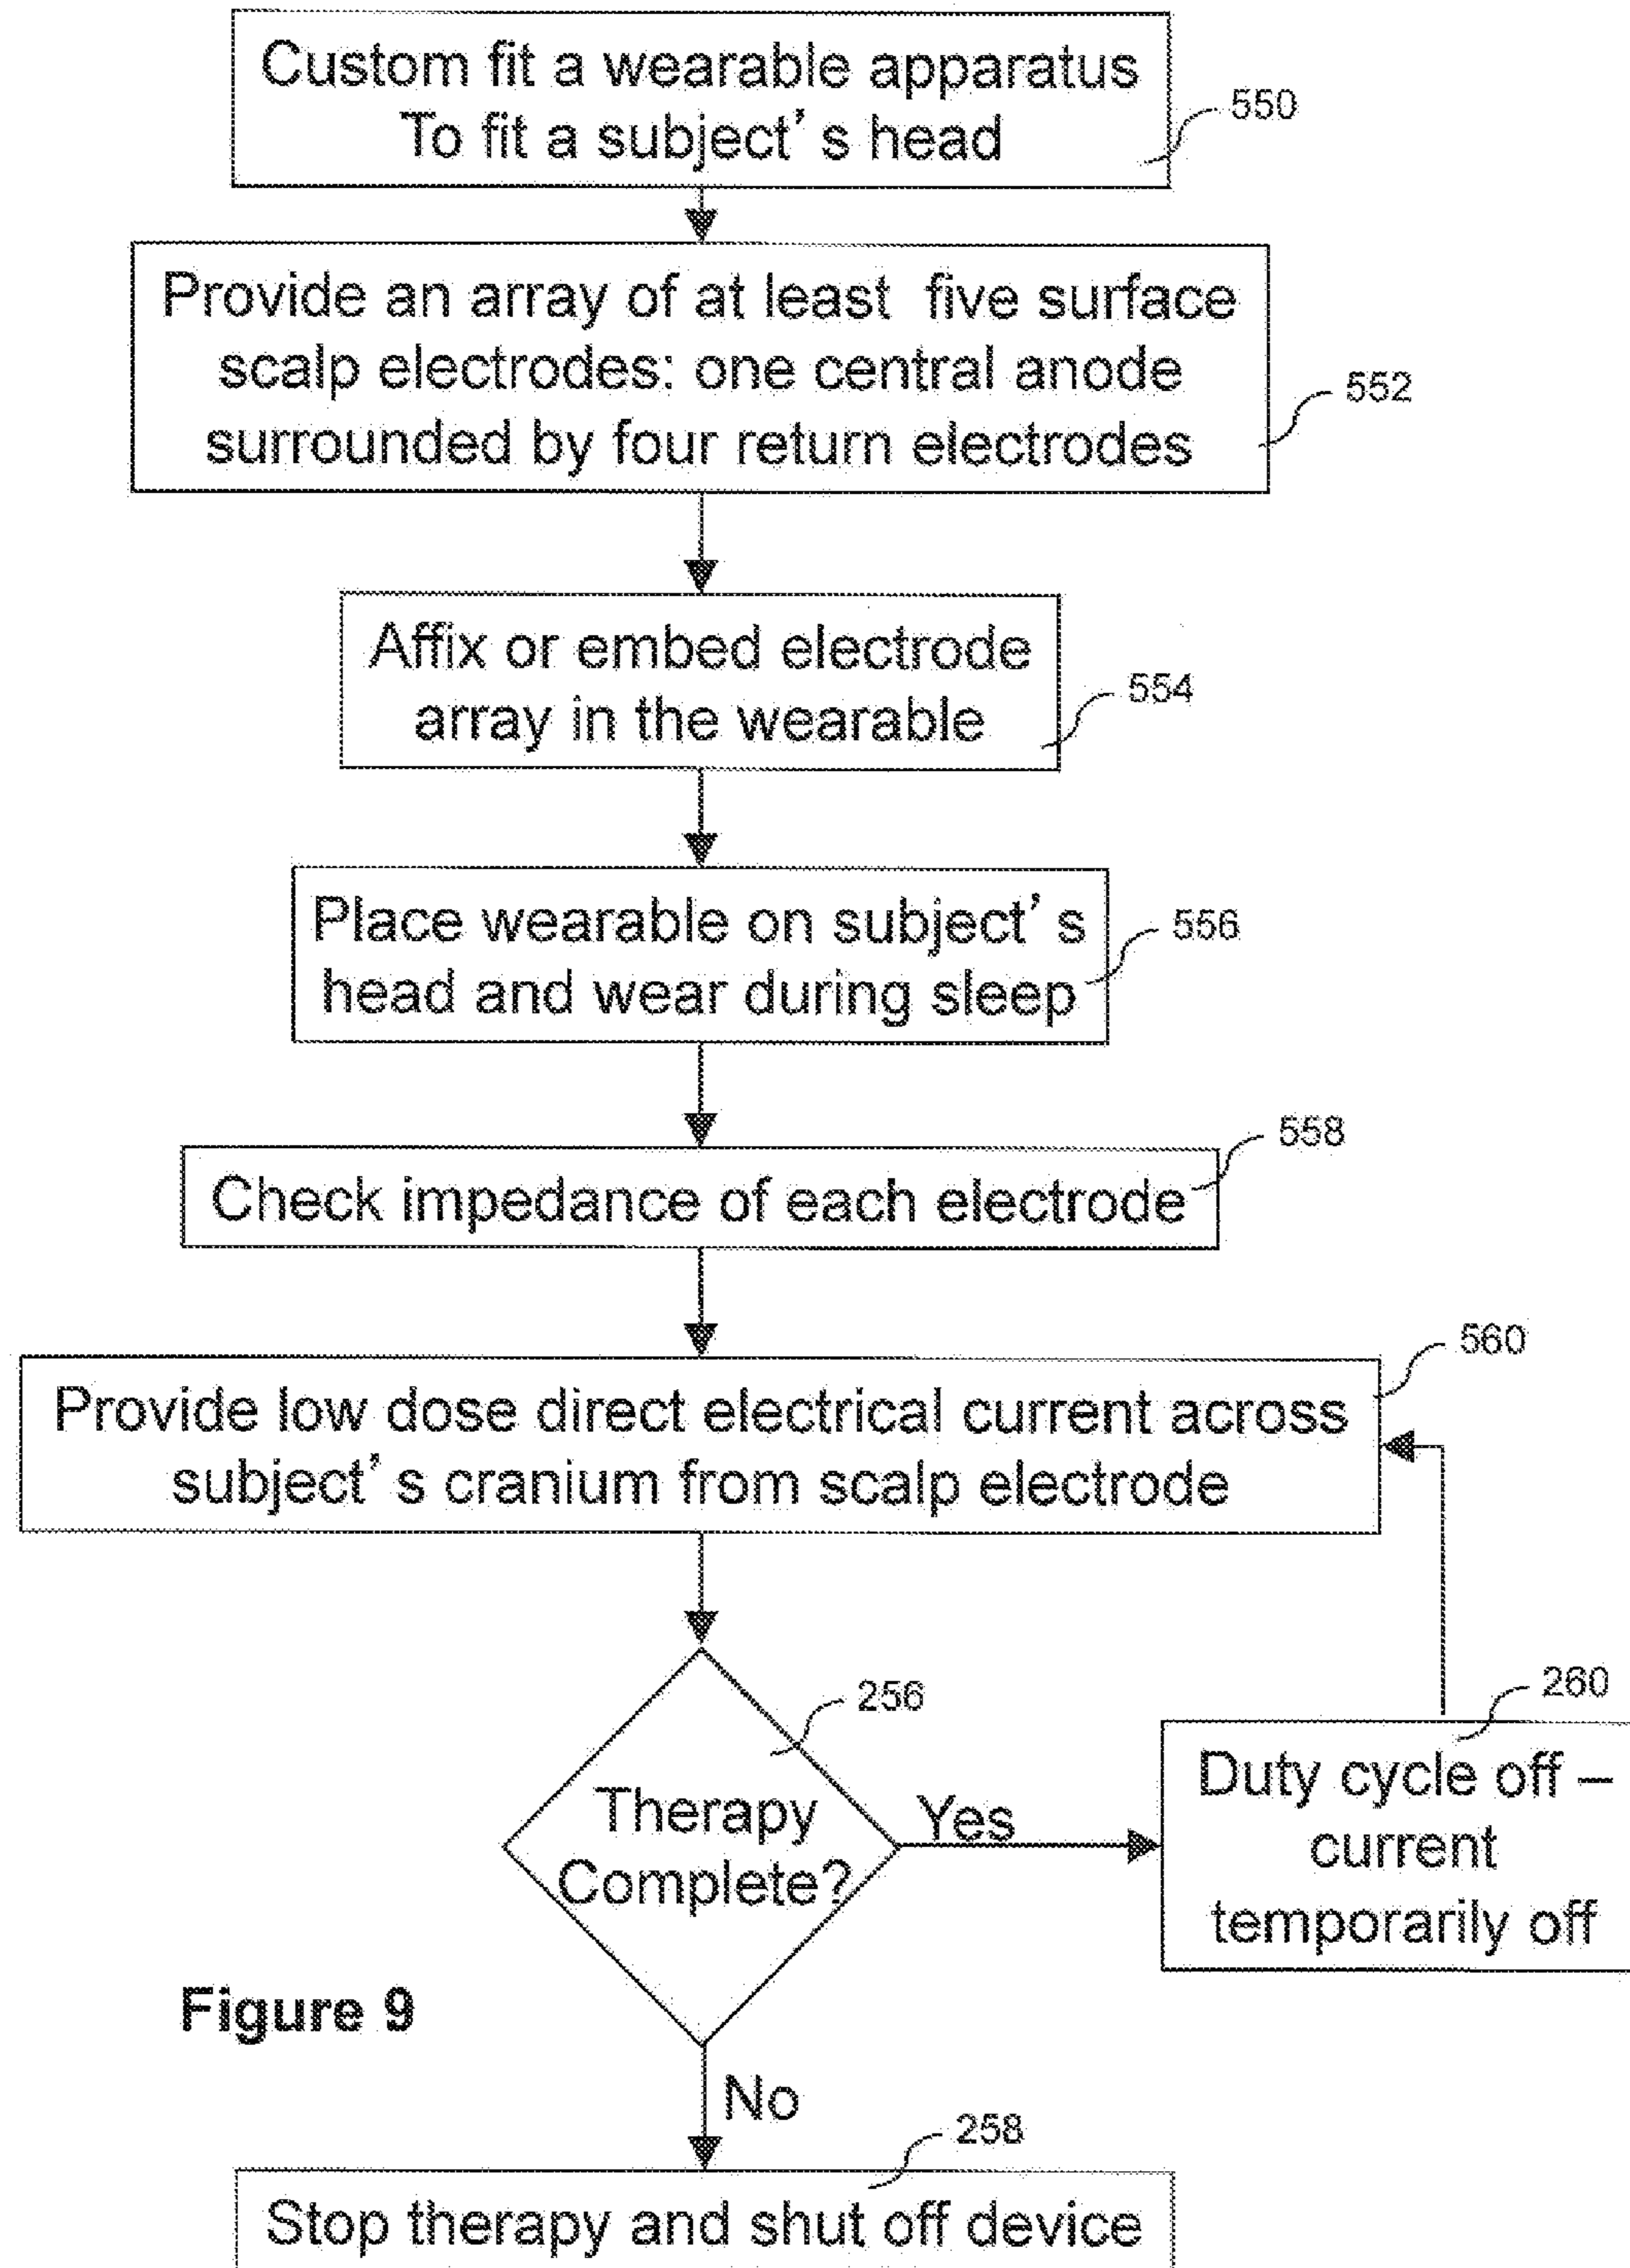 Custom fit a wearable apparatus
To fit a subject's head
550
Provide an array of at least five surface
scalp electrodes: one central anode
surrounded by four return electrodes
552
Affix or embed electrode
array in the wearable
554
Place wearable on subject's
head and wear during sleep
556
Check impedance of each electrode
558
Provide low dose direct electrical current across
subject's cranium from scalp electrode
560
256
Therapy
Complete?
Yes
260
Duty cycle off –
current
temporarily off
Figure 9
No
258
Stop therapy and shut off device